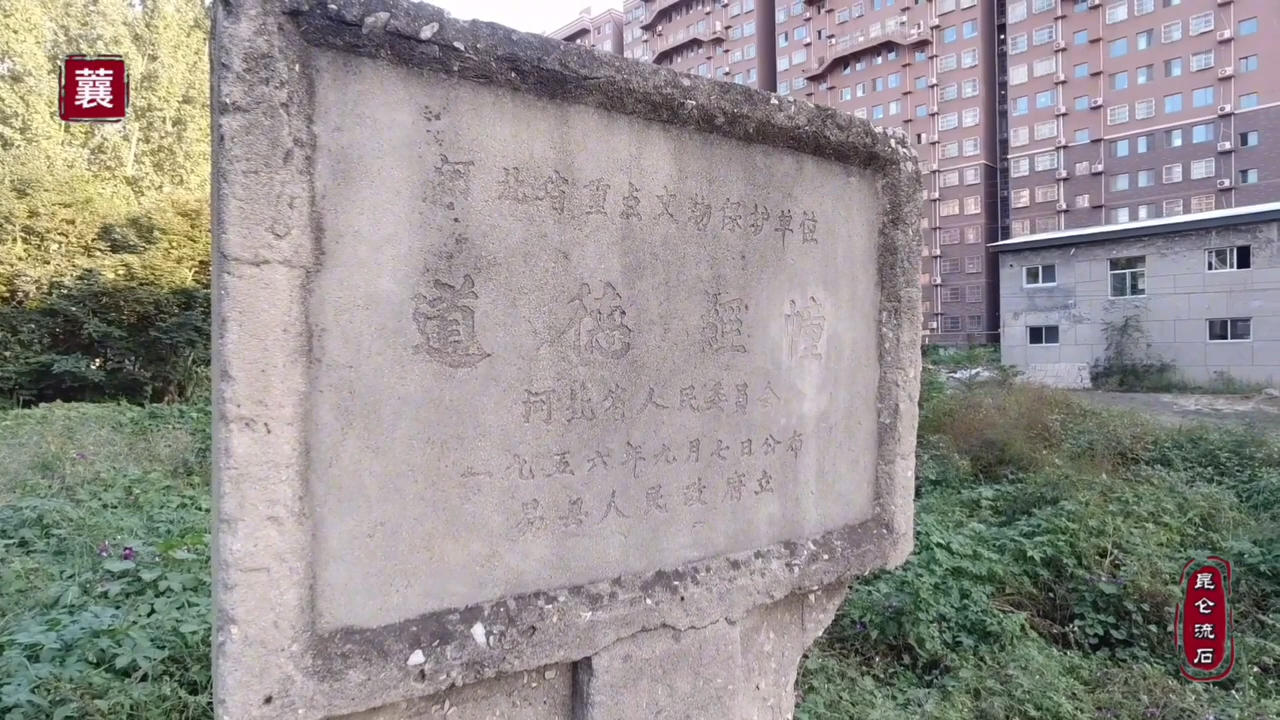 蘘
河北省重点文物保护单位
道德經幢
河北省人民委员会
一九五六年九月七日公布
易县人民政府立
昆仑流石